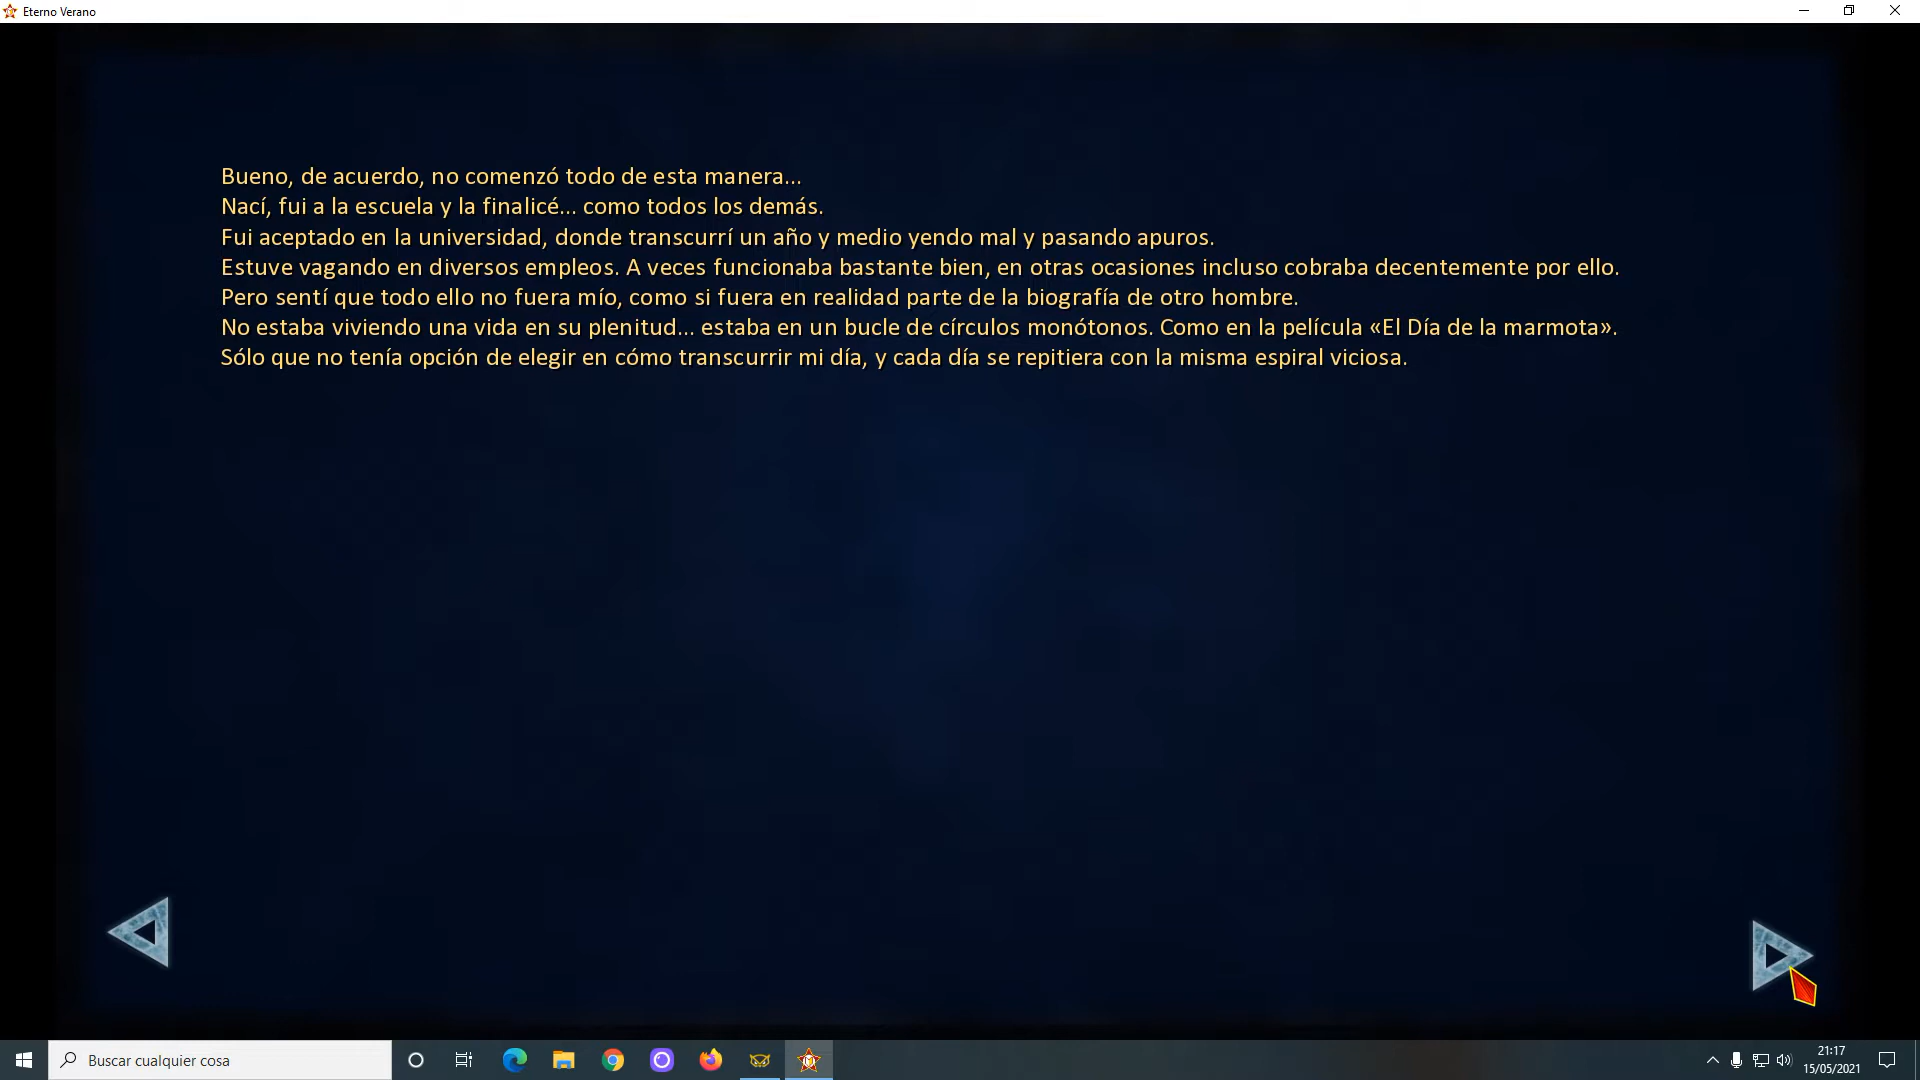 Eterno Verano
Bueno, de acuerdo, no comenzó todo de esta manera...
Nací, fui a la escuela y la finalicé... como todos los demás.
Fui aceptado en la universidad, donde transcurrí un año y medio yendo mal y pasando apuros.
Estuve vagando en diversos empleos. A veces funcionaba bastante bien, en otras ocasiones incluso cobraba decentemente por ello.
Pero sentí que todo ello no fuera mío, como si fuera en realidad parte de la biografía de otro hombre.
No estaba viviendo una vida en su plenitud... estaba en un bucle de círculos monótonos. Como en la película «El Día de la marmota».
Sólo que no tenía opción de elegir en cómo transcurrir mi día, y cada día se repitiera con la misma espiral viciosa.
Buscar cualquier cosa
21:17
15/05/2021